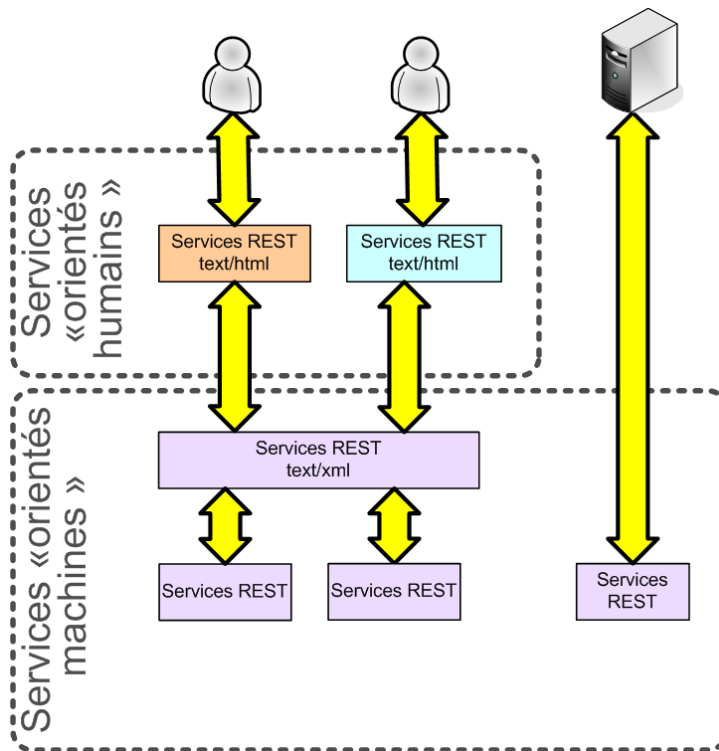 Services
«orientés
humains »
Services REST
text/html
Services REST
text/html
Services «orientés
machines »
Services REST
text/xml
Services REST
Services REST
Services
REST